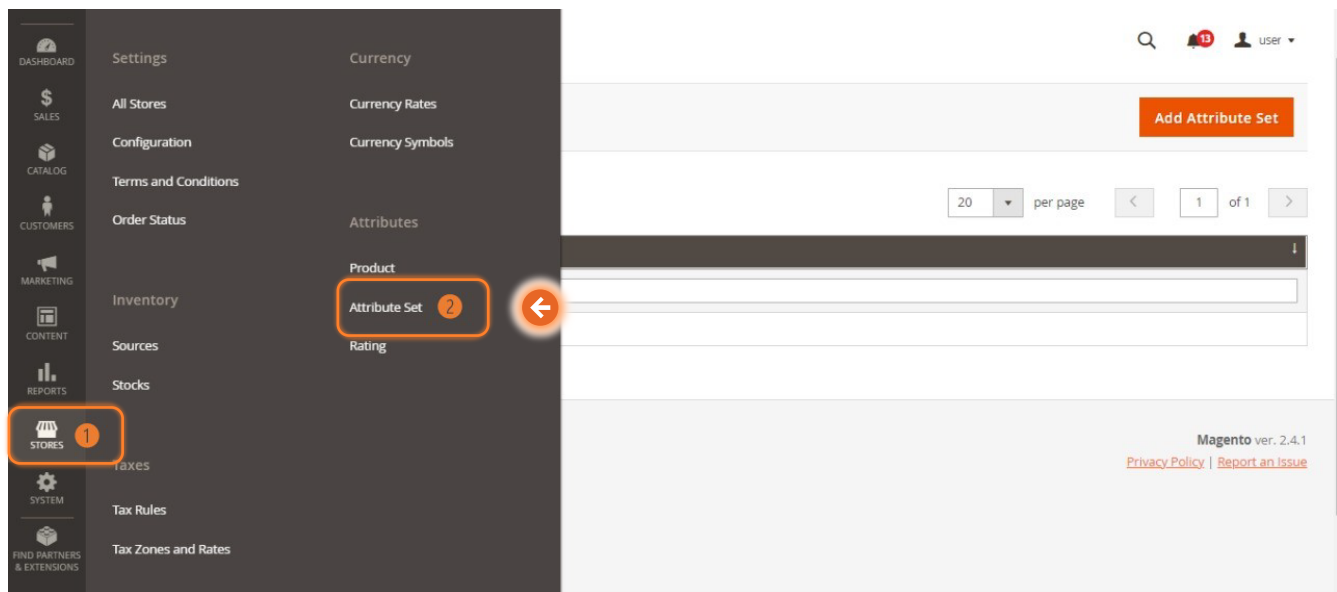 DASHBOARD
SALES
CATALOG
CUSTOMERS
MARKETING
CONTENT
REPORTS
STORES
1
SYSTEM
FIND PARTNERS
& EXTENSIONS
Settings
All Stores
Configuration
Terms and Conditions
Order Status
Inventory
Sources
Stocks
Taxes
Tax Rules
Tax Zones and Rates
Currency
Currency Rates
Currency Symbols
Attributes
Product
Attribute Set 2
Rating
13 user
Add Attribute Set
20 per page 1 of 1
Magento ver. 2.4.1
Privacy Policy | Report an Issue